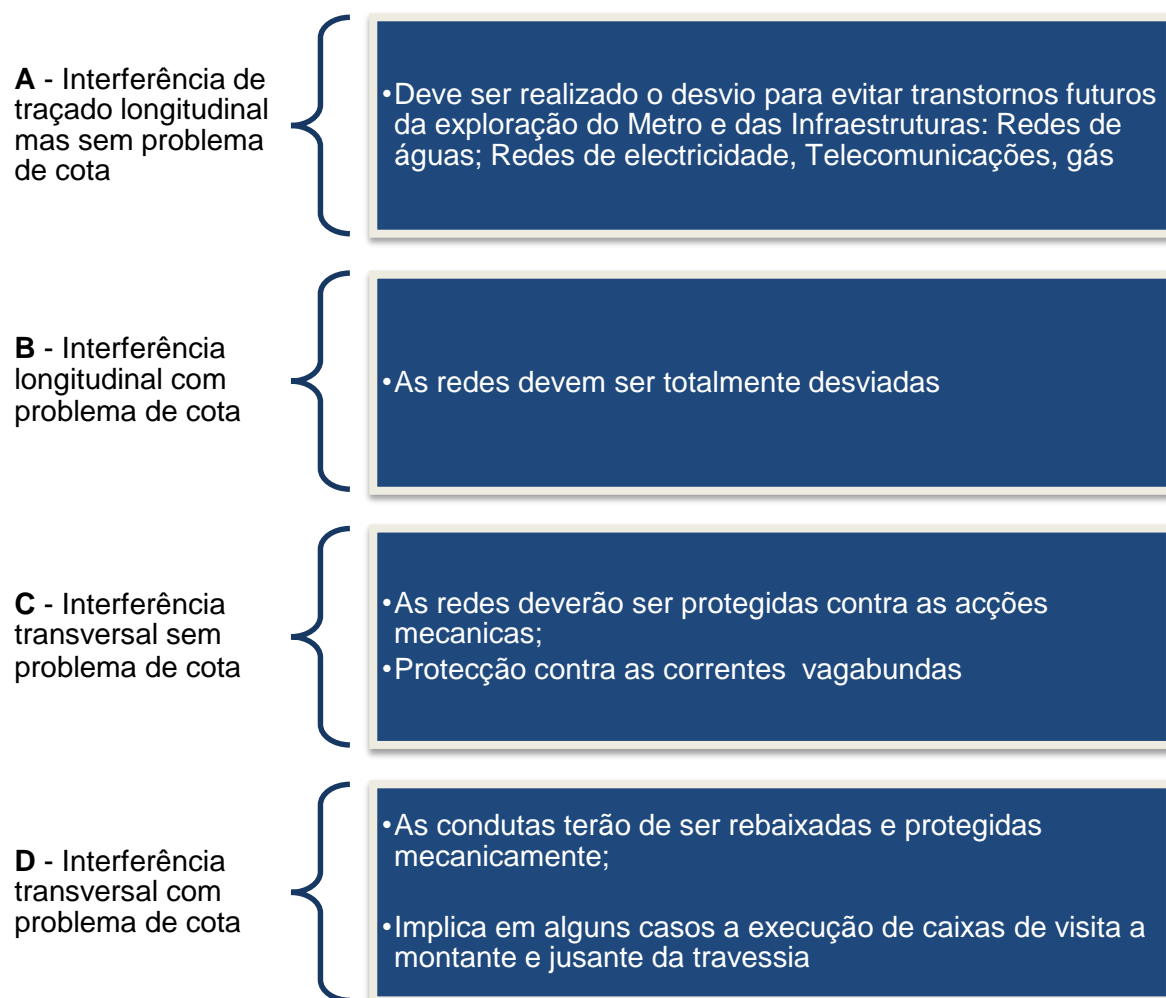 A - Interferência de
traçado longitudinal
mas sem problema
de cota
•Deve ser realizado o desvio para evitar transtornos futuros
da exploração do Metro e das Infraestruturas: Redes de
águas; Redes de electricidade, Telecomunicações, gás
B - Interferência
longitudinal com
problema de cota
•As redes devem ser totalmente desviadas
C - Interferência
transversal sem
problema de cota
•As redes deverão ser protegidas contra as acções
mecanicas;
•Protecção contra as correntes  vagabundas
D - Interferência
transversal com
problema de cota
•As condutas terão de ser rebaixadas e protegidas
mecanicamente;
•Implica em alguns casos a execução de caixas de visita a
montante e jusante da travessia